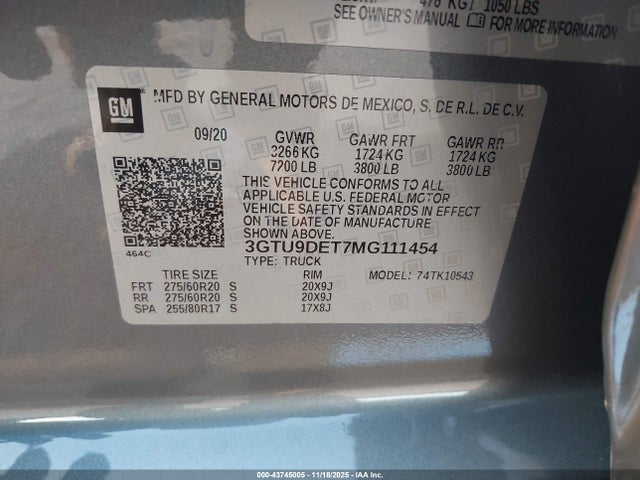 476 KG / 1050 LBS
SEE OWNER'S MANUAL FOR MORE INFORMATION
GM MFD BY GENERAL MOTORS DE MEXICO, S. DE R.L. DE C.V.
09/20 GVWR GAWR FRT GAWR RR
3266 KG 1724 KG 1724 KG
7200 LB 3800 LB 3800 LB
THIS VEHICLE CONFORMS TO ALL
APPLICABLE U.S. FEDERAL MOTOR
VEHICLE SAFETY STANDARDS IN EFFECT
ON THE DATE OF MANUFACTURE
SHOWN ABOVE.
3GTU9DET7MG111454
464C TYPE: TRUCK
TIRE SIZE RIM MODEL: 74TK10543
FRT 275/60R20 S 20X9J
RR 275/60R20 S 20X9J
SPA 255/80R17 S 17X8J
000-43745005 - 11/18/2025 - IAA INC.